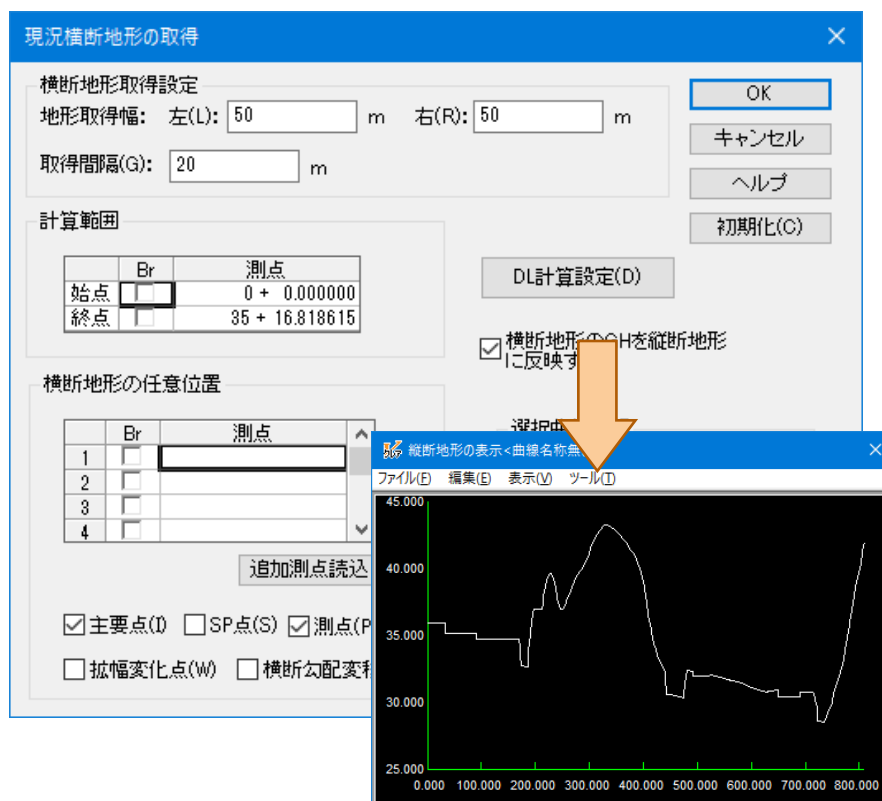 現況横断地形の取得
横断地形取得設定
地形取得幅: 左(L): 50 m 右(R): 50 m
取得間隔(G): 20 m
OK
キャンセル
ヘルプ
初期化(C)
計算範囲
Br 測点
始点 0 + 0.000000
終点 35 + 16.818615
DL計算設定(D)
横断地形の Hを縦断地形
に反映す
横断地形の任意位置
Br 測点
1
2
3
4
追加測点読込
主要点(I) SP点(S) 測点(P
拡幅変化点(W) 横断勾配変
選択
縦断地形の表示<曲線名称無
ファイル(F) 編集(E) 表示(V) ツール(T)
45.000
40.000
35.000
30.000
25.000
0.000 100.000 200.000 300.000 400.000 500.000 600.000 700.000 800.000